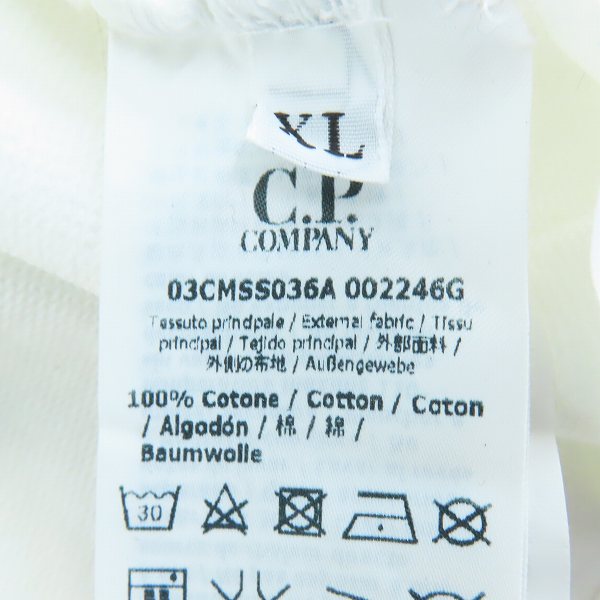 XL
C.P.
COMPANY
03CMSS036A 002246G
Tessuto principale / External fabric / Tissu
principal / Tejido principal / 外部面料 /
外側の布地 / Außengewebe
100% Cotone / Cotton / Coton
/ Algodón / 棉 / 綿 /
Baumwolle
30